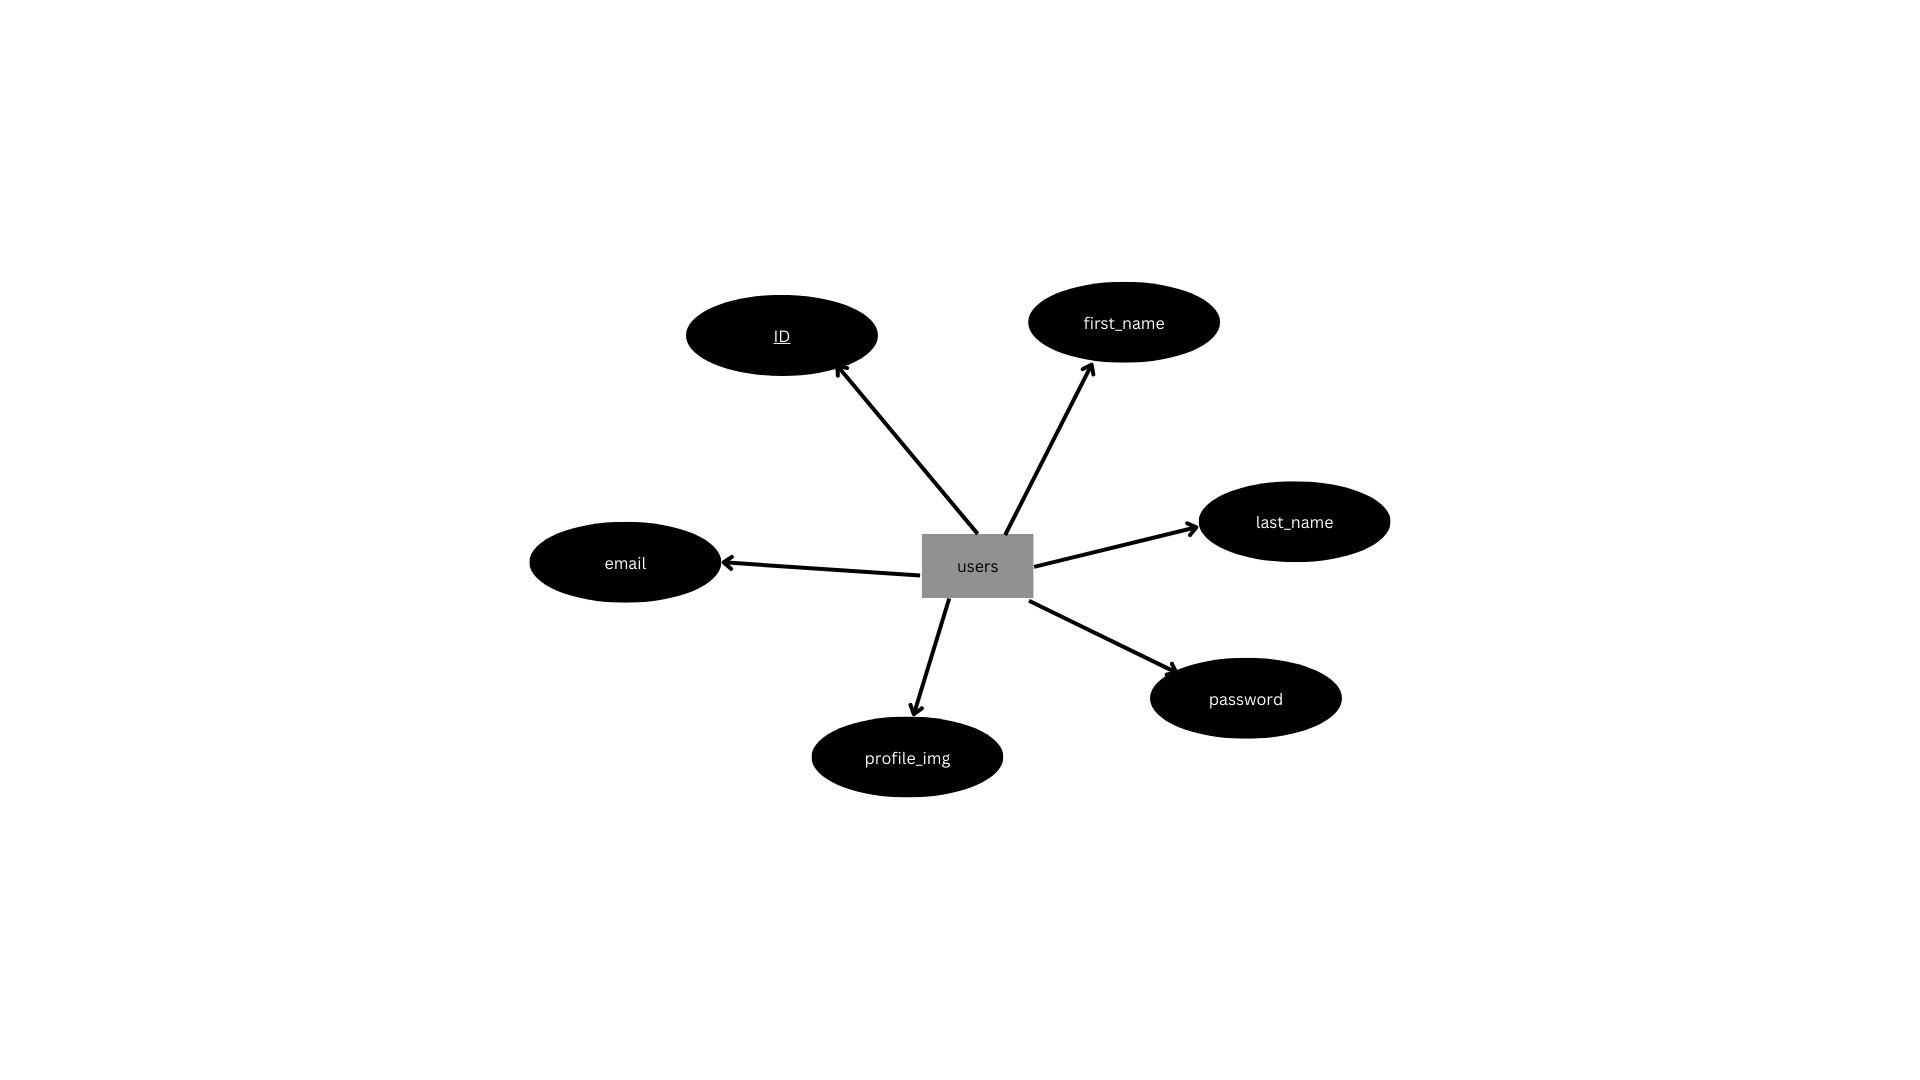 first_name
ID
last_name
email
users
password
profile_img